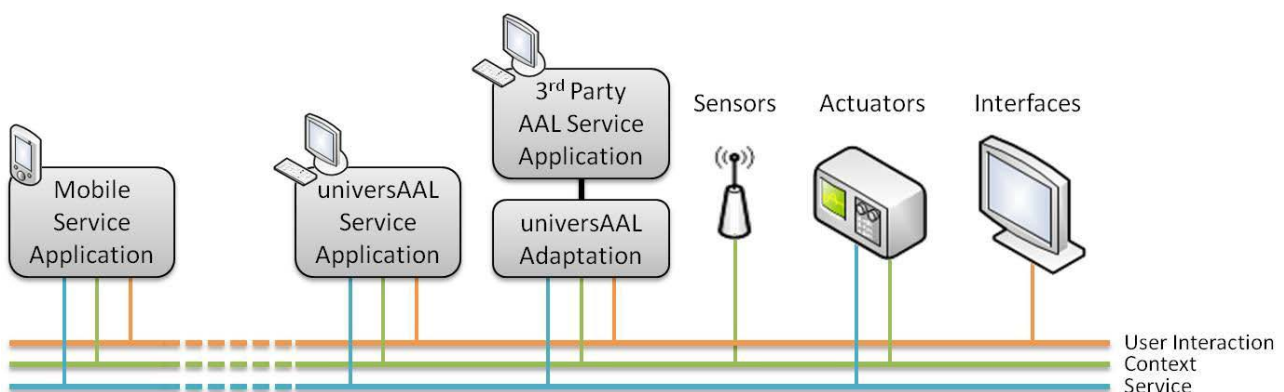 3rd Party
AAL Service
Application
Sensors
Actuators
Interfaces
Mobile
Service
Application
universAAL
Service
Application
universAAL
Adaptation
User Interaction
Context
Service